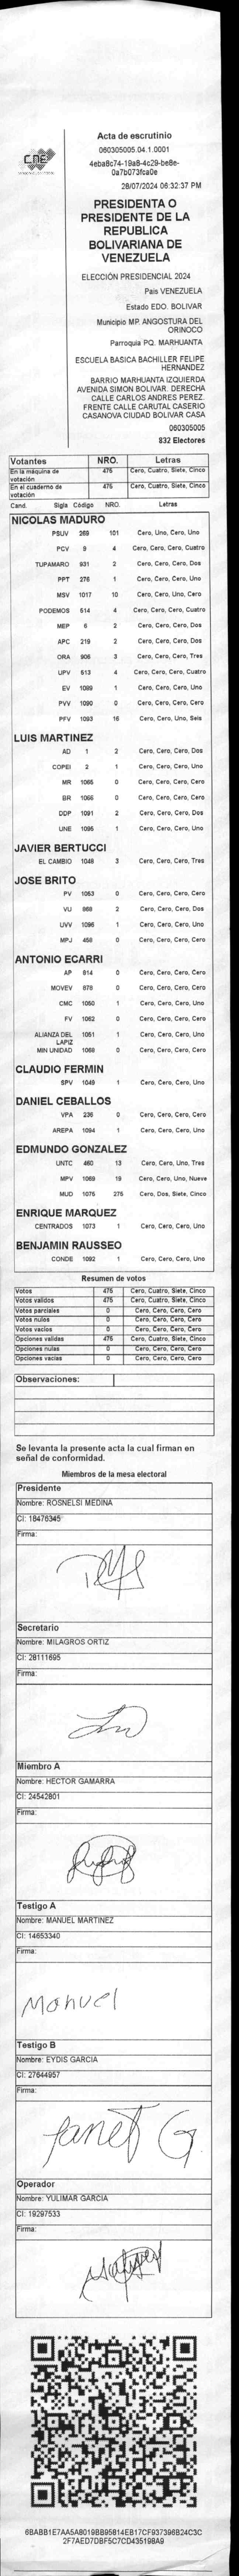 CNE
Acta de escrutinio
060305005.04.1.0001
4eba8c74-19a8-4c29-be8e-
0a7b073fca0e
28/07/2024 06:32:37 PM
PRESIDENTA O
PRESIDENTE DE LA
REPUBLICA
BOLIVARIANA DE
VENEZUELA
ELECCIÓN PRESIDENCIAL 2024
País VENEZUELA
Estado EDO. BOLIVAR
Municipio MP. ANGOSTURA DEL
ORINOCO
Parroquia PQ. MARHUANTA
ESCUELA BASICA BACHILLER FELIPE
HERNANDEZ
BARRIO MARHUANTA IZQUIERDA
AVENIDA SIMON BOLIVAR. DERECHA
CALLE CARLOS ANDRES PEREZ.
FRENTE CALLE CARUTAL CASERIO
CASANOVA CIUDAD BOLIVAR CASA
060305005
832 Electores
Votantes NRO. Letras
En la máquina de votación 475 Cero, Cuatro, Siete, Cinco
En el cuaderno de votación 475 Cero, Cuatro, Siete, Cinco
Cand. Sigla Código NRO. Letras
NICOLAS MADURO
PSUV 269 101 Cero, Uno, Cero, Uno
PCV 9 4 Cero, Cero, Cero, Cuatro
TUPAMARO 931 2 Cero, Cero, Cero, Dos
PPT 276 1 Cero, Cero, Cero, Uno
MSV 1017 10 Cero, Cero, Uno, Cero
PODEMOS 514 4 Cero, Cero, Cero, Cuatro
MEP 6 2 Cero, Cero, Cero, Dos
APC 219 2 Cero, Cero, Cero, Dos
ORA 906 3 Cero, Cero, Cero, Tres
UPV 513 4 Cero, Cero, Cero, Cuatro
EV 1099 1 Cero, Cero, Cero, Uno
PVV 1090 0 Cero, Cero, Cero, Cero
PFV 1093 16 Cero, Cero, Uno, Seis
LUIS MARTINEZ
AD 1 2 Cero, Cero, Cero, Dos
COPEI 2 1 Cero, Cero, Cero, Uno
MR 1065 0 Cero, Cero, Cero, Cero
BR 1066 0 Cero, Cero, Cero, Cero
DDP 1091 2 Cero, Cero, Cero, Dos
UNE 1095 1 Cero, Cero, Cero, Uno
JAVIER BERTUCCI
EL CAMBIO 1048 3 Cero, Cero, Cero, Tres
JOSE BRITO
PV 1053 0 Cero, Cero, Cero, Cero
VU 868 2 Cero, Cero, Cero, Dos
UVV 1096 1 Cero, Cero, Cero, Uno
MPJ 458 0 Cero, Cero, Cero, Cero
ANTONIO ECARRI
AP 814 0 Cero, Cero, Cero, Cero
MOVEV 878 0 Cero, Cero, Cero, Cero
CMC 1050 1 Cero, Cero, Cero, Uno
FV 1062 0 Cero, Cero, Cero, Cero
ALIANZA DEL LAPIZ 1051 1 Cero, Cero, Cero, Uno
MIN UNIDAD 1068 0 Cero, Cero, Cero, Cero
CLAUDIO FERMIN
SPV 1049 1 Cero, Cero, Cero, Uno
DANIEL CEBALLOS
VPA 236 0 Cero, Cero, Cero, Cero
AREPA 1094 1 Cero, Cero, Cero, Uno
EDMUNDO GONZALEZ
UNTC 460 13 Cero, Cero, Uno, Tres
MPV 1069 19 Cero, Cero, Uno, Nueve
MUD 1075 275 Cero, Dos, Siete, Cinco
ENRIQUE MARQUEZ
CENTRADOS 1073 1 Cero, Cero, Cero, Uno
BENJAMIN RAUSSEO
CONDE 1092 1 Cero, Cero, Cero, Uno
Resumen de votos
Votos 475 Cero, Cuatro, Siete, Cinco
Votos validos 475 Cero, Cuatro, Siete, Cinco
Votos parciales 0 Cero, Cero, Cero, Cero
Votos nulos 0 Cero, Cero, Cero, Cero
Votos vacios 0 Cero, Cero, Cero, Cero
Opciones validas 475 Cero, Cuatro, Siete, Cinco
Opciones nulas 0 Cero, Cero, Cero, Cero
Opciones vacias 0 Cero, Cero, Cero, Cero
Observaciones:
Se levanta la presente acta la cual firman en
señal de conformidad.
Miembros de la mesa electoral
Presidente
Nombre: ROSNELSI MEDINA
CI: 18476345
Firma:
Secretario
Nombre: MILAGROS ORTIZ
CI: 28111695
Firma:
Miembro A
Nombre: HECTOR GAMARRA
CI: 24542801
Firma:
Testigo A
Nombre: MANUEL MARTINEZ
CI: 14653340
Firma:
Manuel
Testigo B
Nombre: EYDIS GARCIA
CI: 27644957
Firma:
Janet G
Operador
Nombre: YULIMAR GARCIA
CI: 19297533
Firma:
6BABB1E7AA5A8019BB95814EB17CF937396B24C3C
2F7AED7DBF5C7CD435198A9